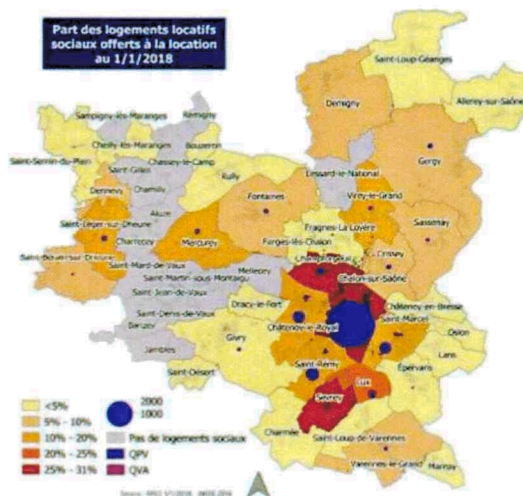 Part des logements locatifs
sociaux offerts à la location
au 1/1/2018
Saint-Loup-Géanges
Allerey-sur-Saône
Demigny
Sampigny-lès-Maranges
Remigny
Cheilly-lès-Maranges
Bouzeron
Saint-Sernin-du-Plain
Chassey-le-Camp
Saint-Gilles
Rully
Lessard-le-National
Gergy
Dennevy
Chamilly
Fontaines
Virey-le-Grand
Aluze
Saint-Léger-sur-Dheune
Fragnes-La Loyère
Sassenay
Charrecey
Mercurey
Farges-lès-Chalon
Crissey
Saint-Bérain-sur-Dheune
Saint-Mard-de-Vaux
Mellecey
Champforgeuil
Saint-Martin-sous-Montaigu
Chalon-sur-Saône
Saint-Jean-de-Vaux
Dracy-le-Fort
Châtenoy-en-Bresse
Saint-Denis-de-Vaux
Châtenoy-le-Royal
Saint-Marcel
Barizey
Givry
Oslon
Jambles
Saint-Rémy
Lans
Saint-Désert
Lux
Épervans
Sevrey
Charmée
Saint-Loup-de-Varennes
Varennes-le-Grand
Marnay
<5%
5% - 10%
10% - 20%
20% - 25%
25% - 31%
2000
1000
Pas de logements sociaux
QPV
QVA